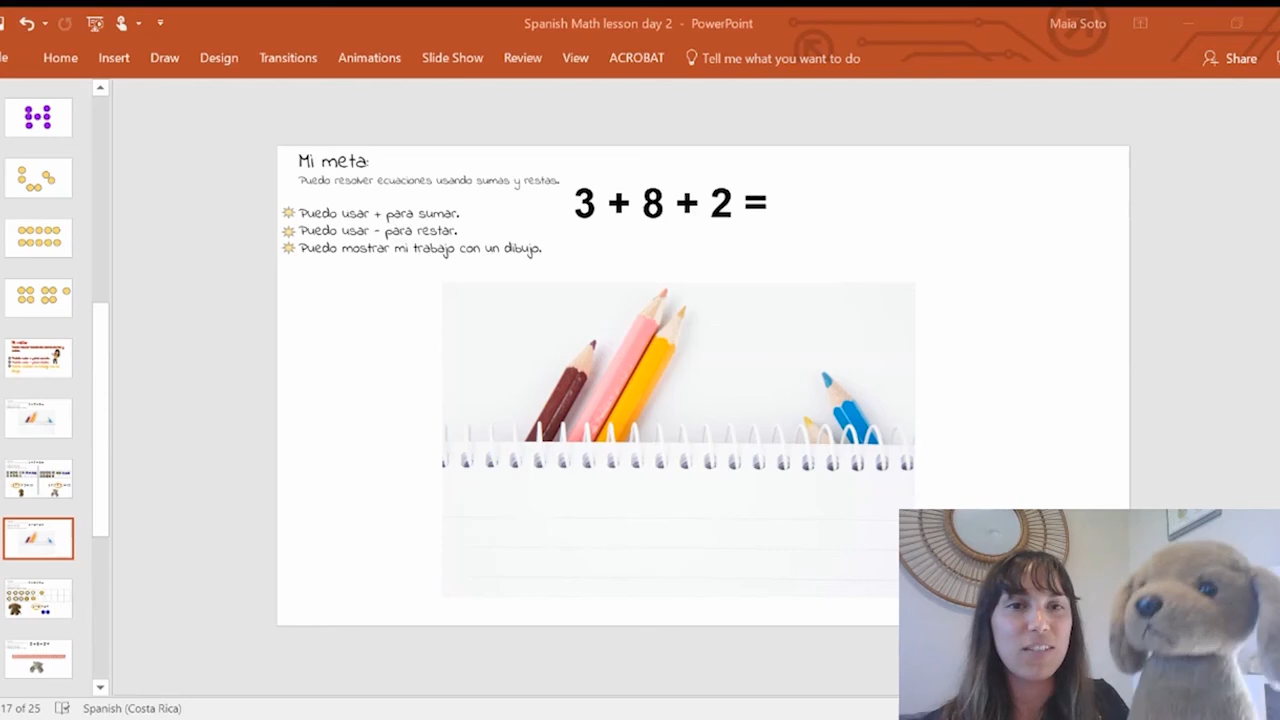 Spanish Math lesson day 2 - PowerPoint
Maia Soto
Home Insert Draw Design Transitions Animations Slide Show Review View ACROBAT Tell me what you want to do Share
Mi meta:
Puedo resolver ecuaciones usando sumas y restas.
3 + 8 + 2 =
Puedo usar + para sumar.
Puedo usar - para restar.
Puedo mostrar mi trabajo con un dibujo.
17 of 25 Spanish (Costa Rica)